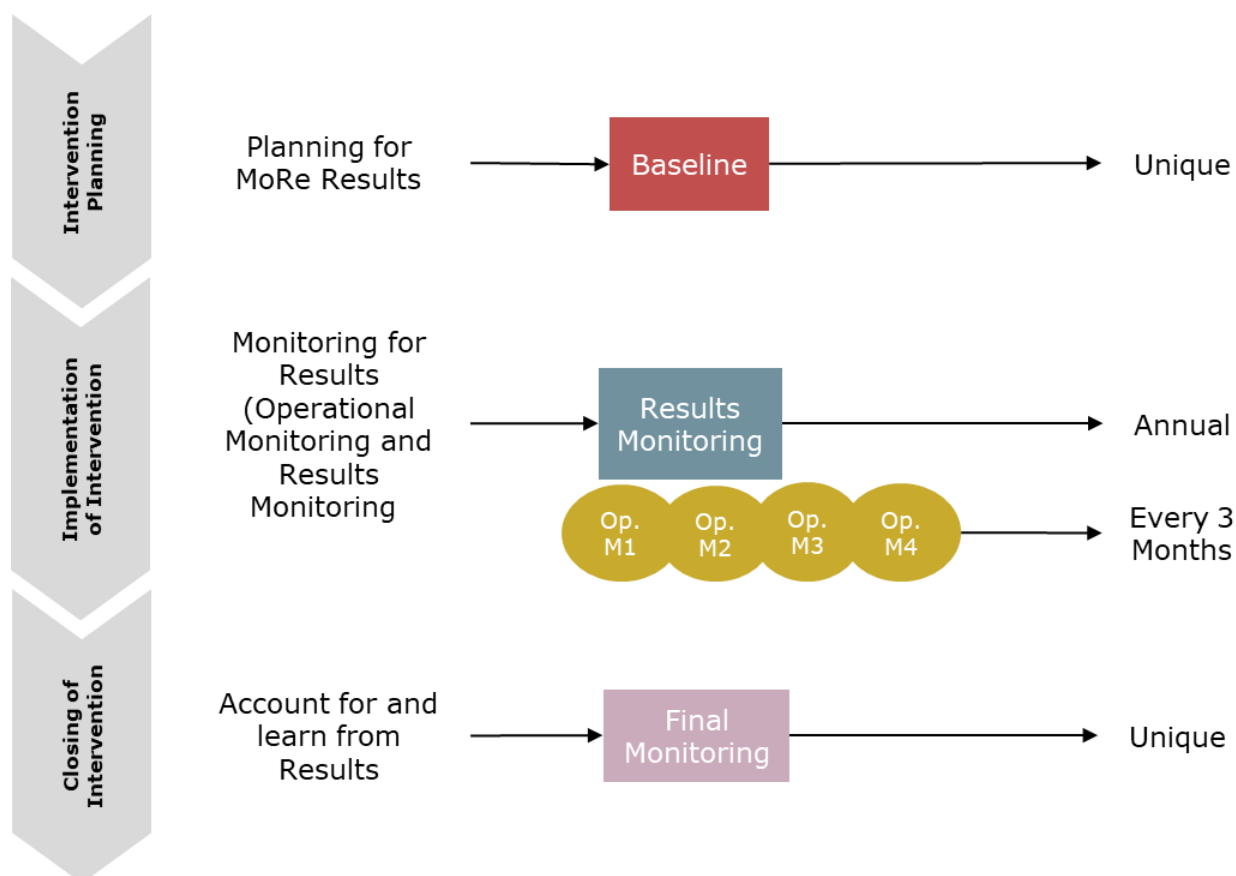 Intervention
Planning
Planning for
MoRe Results
Baseline
Unique
Implementation
of Intervention
Monitoring for
Results
(Operational
Monitoring and
Results
Monitoring
Results
Monitoring
Annual
Op.
M1
Op.
M2
Op.
M3
Op.
M4
Every 3
Months
Closing of
Intervention
Account for and
learn from
Results
Final
Monitoring
Unique